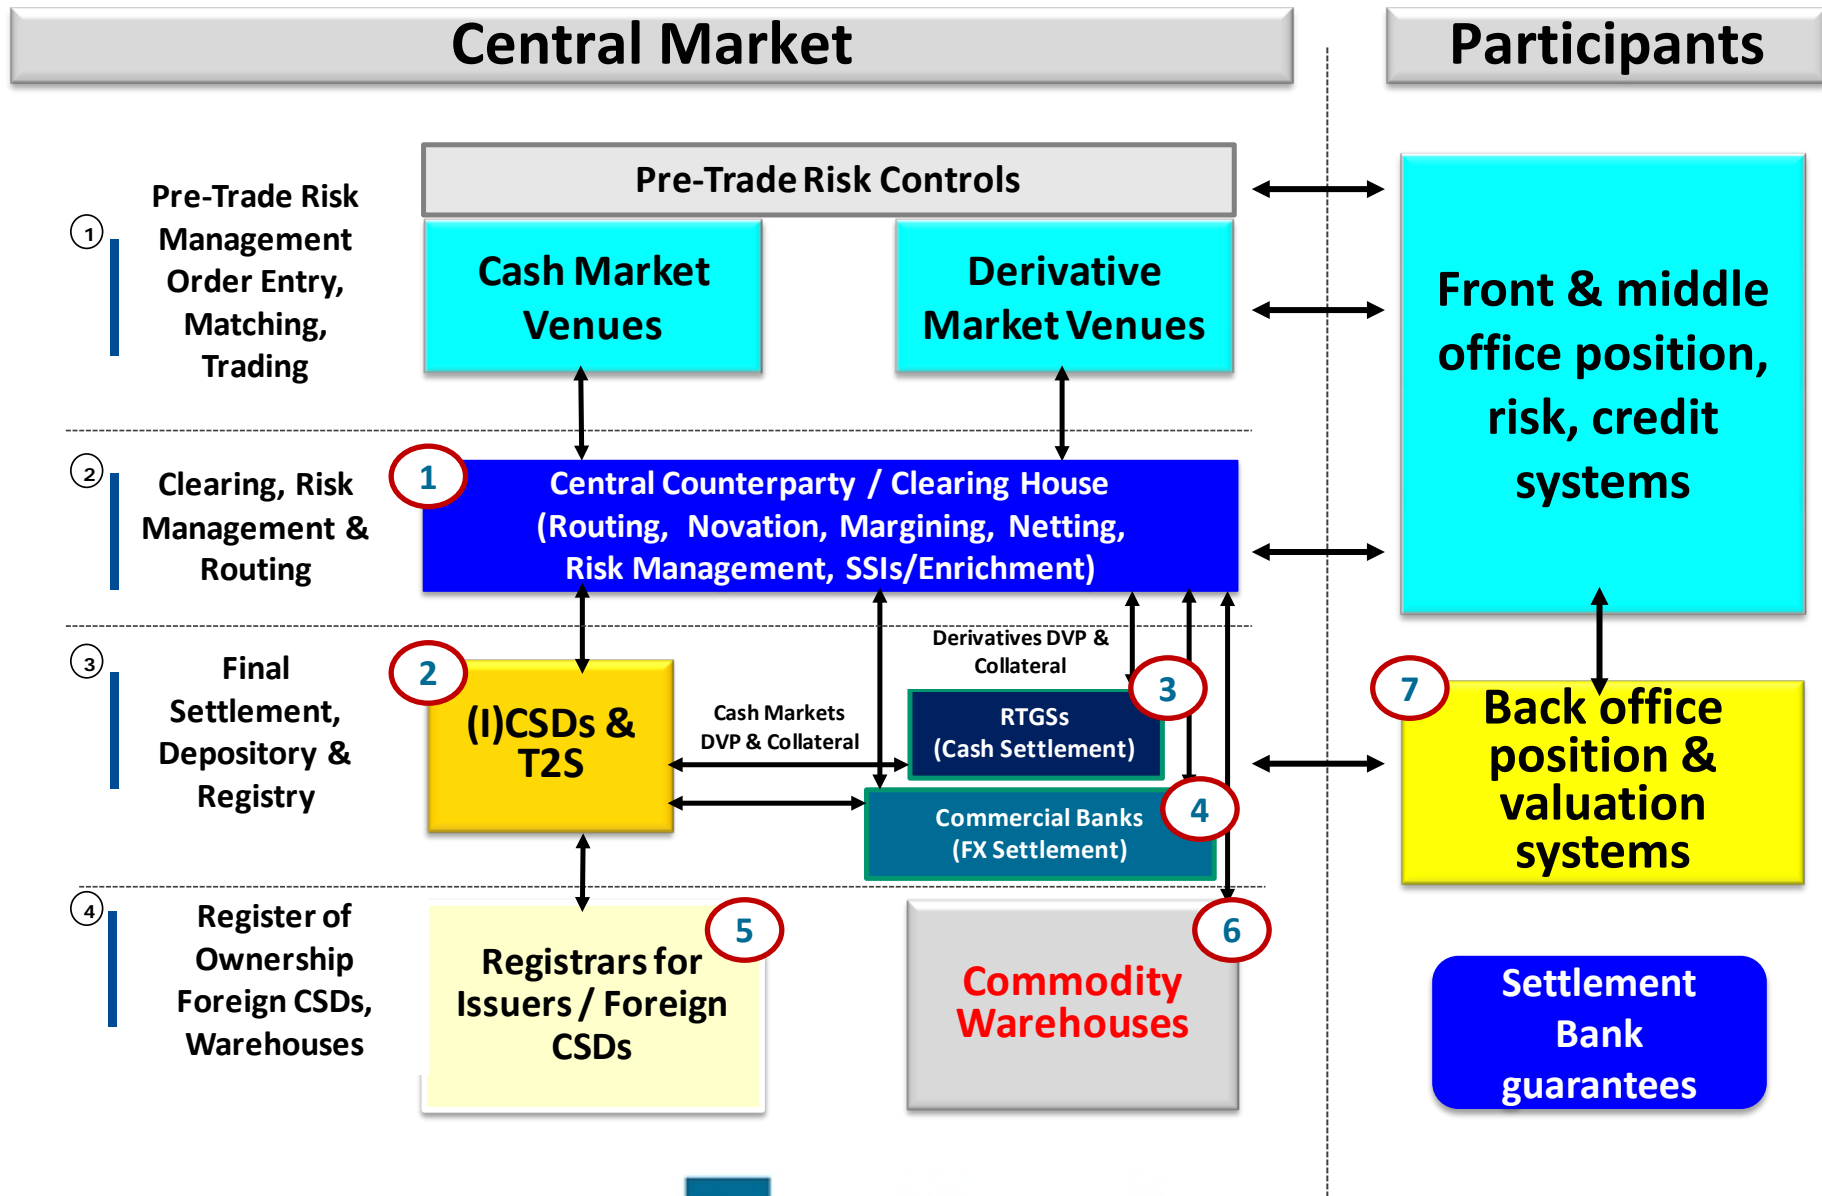 Central Market
Participants
Pre-Trade Risk Controls
1
Pre-Trade Risk
Management
Order Entry,
Matching,
Trading
Cash Market
Venues
Derivative
Market Venues
Front & middle
office position,
risk, credit
systems
2
Clearing, Risk
Management &
Routing
1
Central Counterparty / Clearing House
(Routing, Novation, Margining, Netting,
Risk Management, SSIs/Enrichment)
3
Final
Settlement,
Depository &
Registry
2
(I)CSDs &
T2S
Cash Markets
DVP & Collateral
Derivatives DVP &
Collateral
3
RTGSs
(Cash Settlement)
4
Commercial Banks
(FX Settlement)
7
Back office
position &
valuation
systems
4
Register of
Ownership
Foreign CSDs,
Warehouses
5
Registrars for
Issuers / Foreign
CSDs
6
Commodity
Warehouses
Settlement
Bank
guarantees